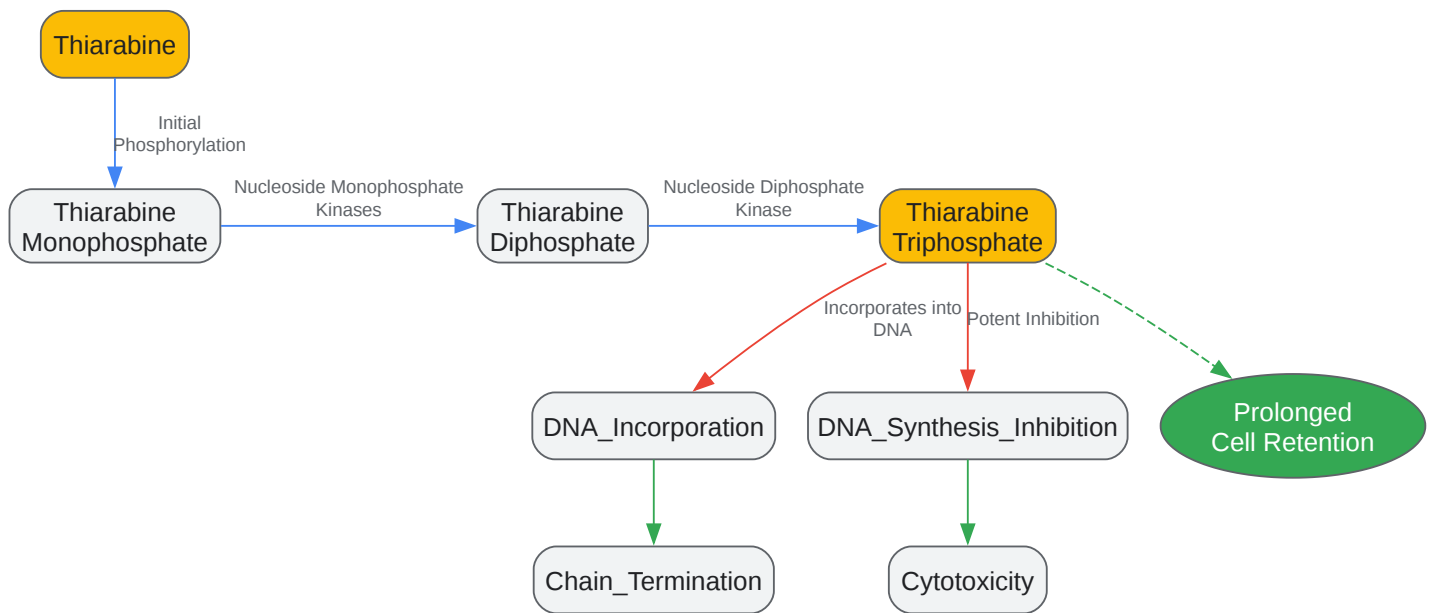 Thiarabine
Initial
Phosphorylation
Thiarabine
Monophosphate
Nucleoside Monophosphate
Kinases
Thiarabine
Diphosphate
Nucleoside Diphosphate
Kinase
Thiarabine
Triphosphate
Incorporates into
DNA
Potent Inhibition
DNA_Incorporation
DNA_Synthesis_Inhibition
Prolonged
Cell Retention
Chain_Termination
Cytotoxicity